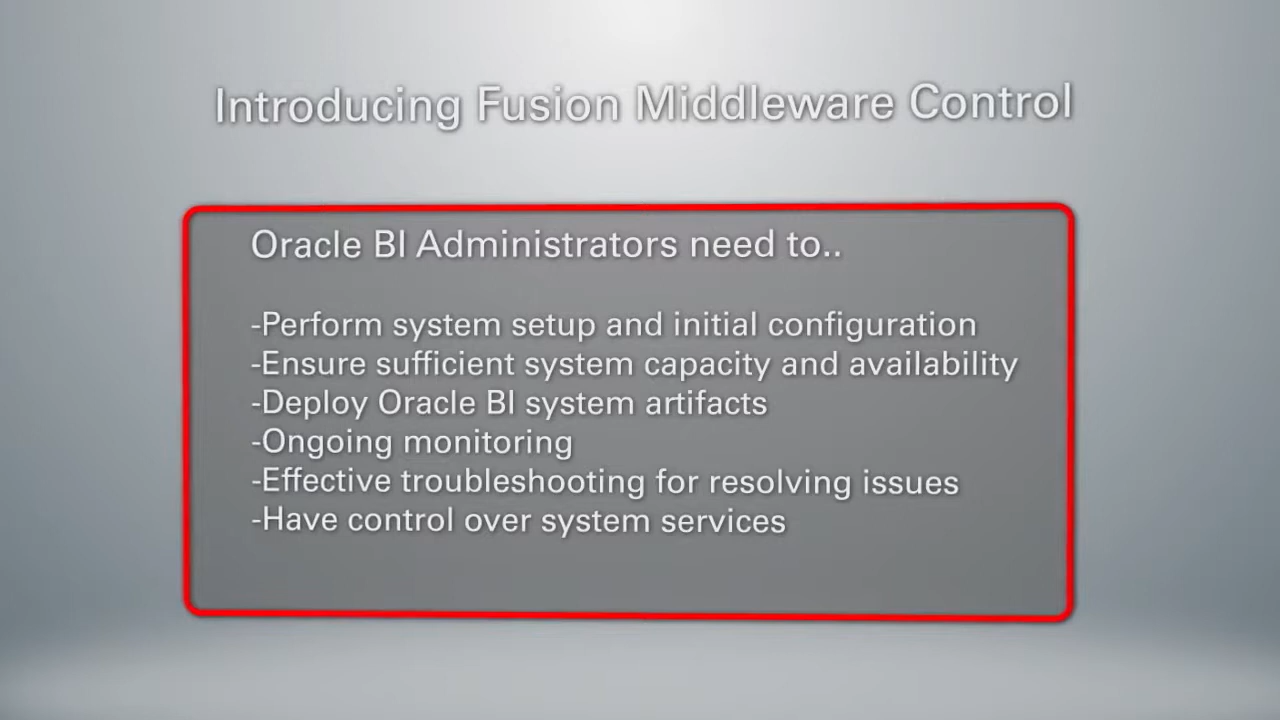 Introducing Fusion Middleware Control
Oracle BI Administrators need to..
-Perform system setup and initial configuration
-Ensure sufficient system capacity and availability
-Deploy Oracle BI system artifacts
-Ongoing monitoring
-Effective troubleshooting for resolving issues
-Have control over system services